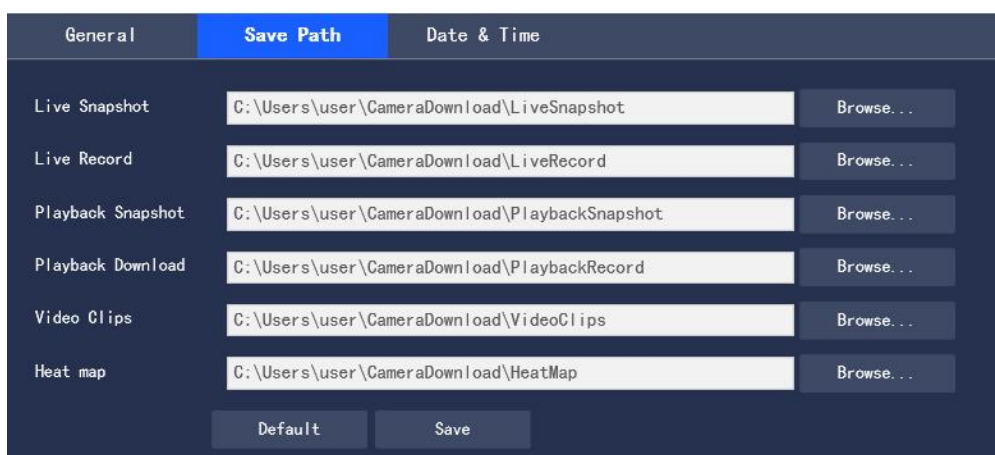 General Save Path Date & Time
Live Snapshot C:\Users\user\CameraDownload\LiveSnapshot Browse...
Live Record C:\Users\user\CameraDownload\LiveRecord Browse...
Playback Snapshot C:\Users\user\CameraDownload\PlaybackSnapshot Browse...
Playback Download C:\Users\user\CameraDownload\PlaybackRecord Browse...
Video Clips C:\Users\user\CameraDownload\VideoClips Browse...
Heat map C:\Users\user\CameraDownload\HeatMap Browse...
Default Save